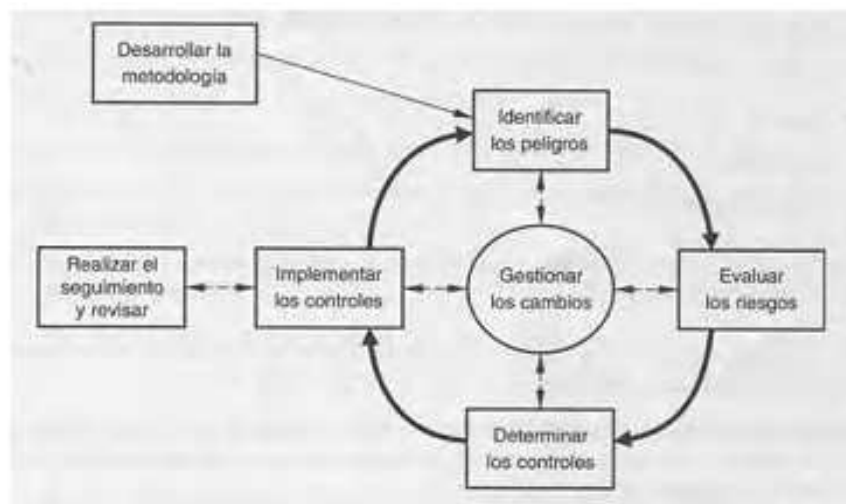 Desarrollar la
metodología
Identificar
los peligros
Realizar el
seguimiento
y revisar
Implementar
los controles
Gestionar
los cambios
Evaluar
los riesgos
Determinar
los controles